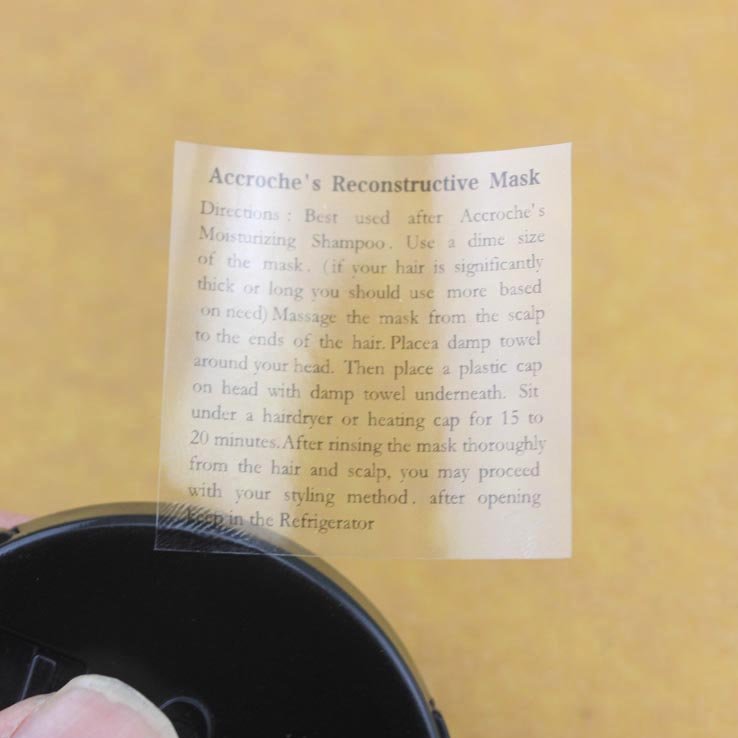 Accroche's Reconstructive Mask
Directions : Best used after Accroche's
Moisturizing Shampoo. Use a dime size
of the mask. (if your hair is significantly
thick or long you should use more based
on need) Massage the mask from the scalp
to the ends of the hair. Placea damp towel
around your head. Then place a plastic cap
on head with damp towel underneath. Sit
under a hairdryer or heating cap for 15 to
20 minutes. After rinsing the mask thoroughly
from the hair and scalp, you may proceed
with your styling method. after opening
keep in the Refrigerator